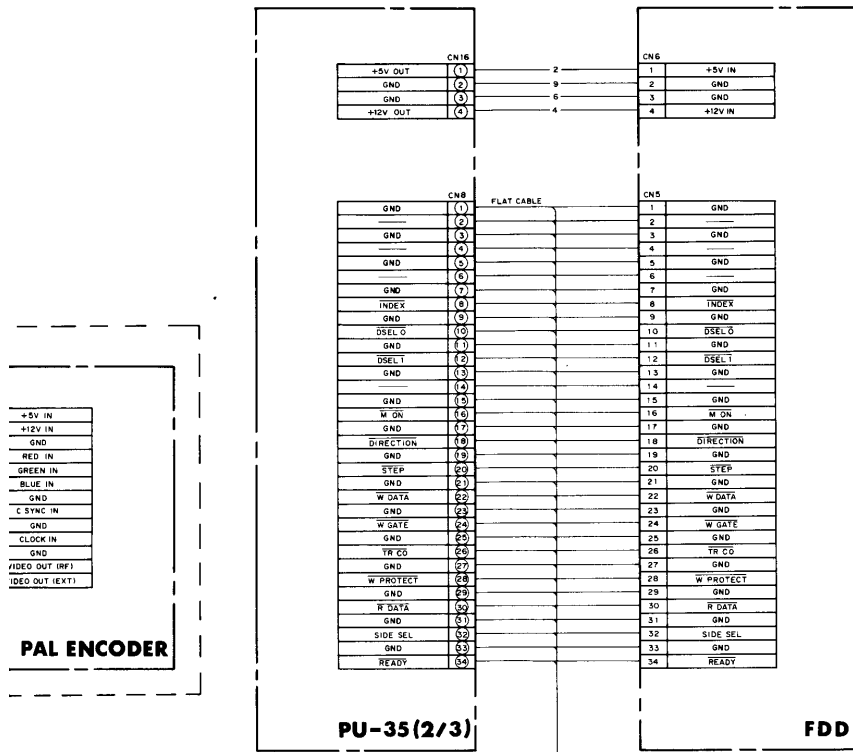 CN16 CN6
+5V OUT 1 2 1 +5V IN
GND 2 9 2 GND
GND 3 6 3 GND
+12V OUT 4 4 4 +12V IN
CN8 CN5
FLAT CABLE
GND 1 1 GND
2 2
GND 3 3 GND
4 4
GND 5 5 GND
6 6
GND 7 7 GND
INDEX 8 8 INDEX
GND 9 9 GND
DSEL 0 10 10 DSEL 0
GND 11 11 GND
DSEL 1 12 12 DSEL 1
GND 13 13 GND
14 14
GND 15 15 GND
M ON 16 16 M ON
GND 17 17 GND
DIRECTION 18 18 DIRECTION
GND 19 19 GND
STEP 20 20 STEP
GND 21 21 GND
W DATA 22 22 W DATA
GND 23 23 GND
W GATE 24 24 W GATE
GND 25 25 GND
TR CO 26 26 TR CO
GND 27 27 GND
W PROTECT 28 28 W PROTECT
GND 29 29 GND
R DATA 30 30 R DATA
GND 31 31 GND
SIDE SEL 32 32 SIDE SEL
GND 33 33 GND
READY 34 34 READY
+5V IN
+12V IN
GND
RED IN
GREEN IN
BLUE IN
GND
C SYNC IN
GND
CLOCK IN
GND
VIDEO OUT (RF)
VIDEO OUT (EXT)
PAL ENCODER
PU-35(2/3)
FDD